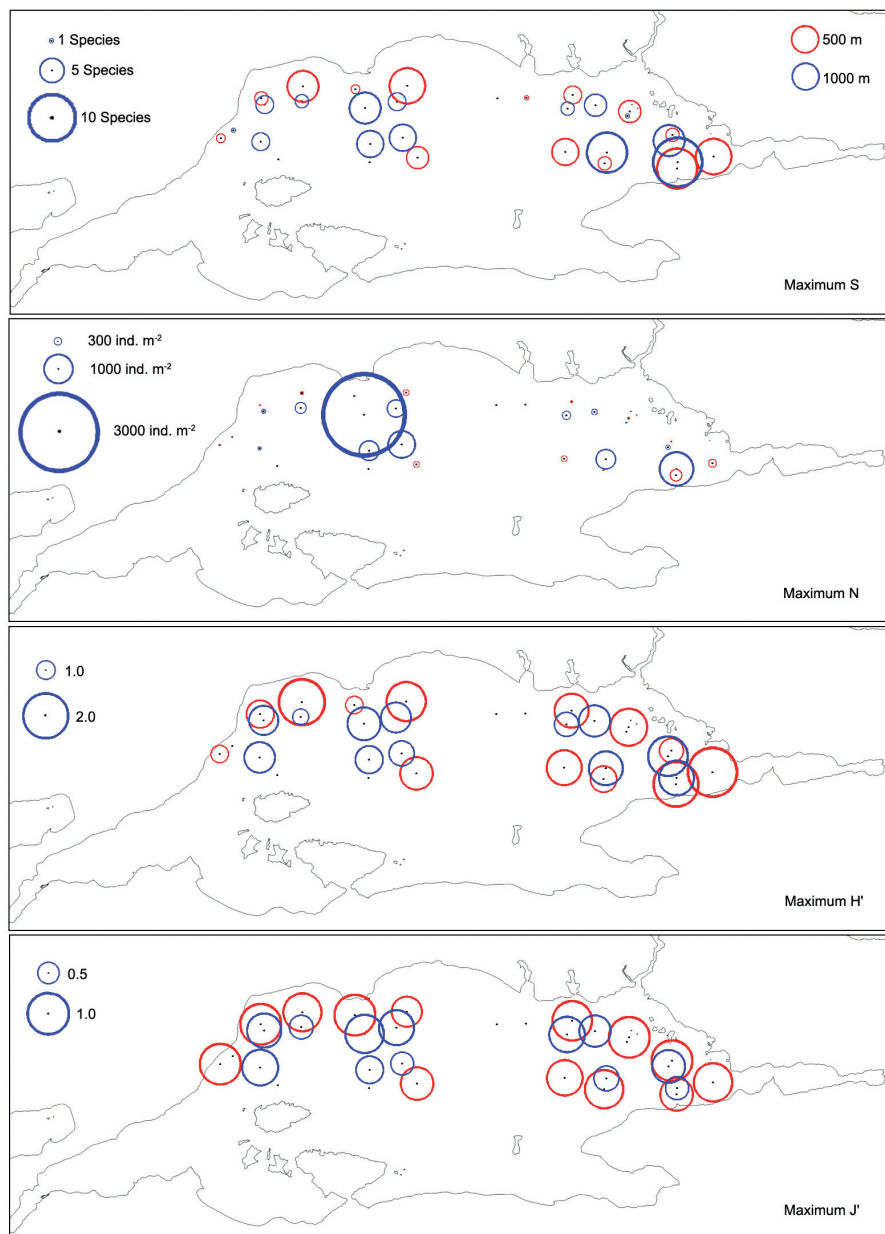 1 Species
5 Species
10 Species
500 m
1000 m
Maximum S
300 ind. m⁻²
1000 ind. m⁻²
3000 ind. m⁻²
Maximum N
1.0
2.0
Maximum H'
0.5
1.0
Maximum J'